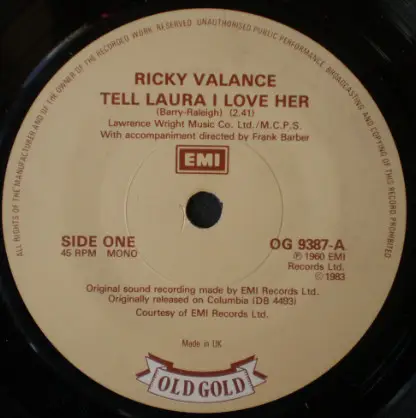 ALL RIGHTS OF THE MANUFACTURER AND OF THE OWNER OF THE RECORDED WORK RESERVED UNAUTHORISED PUBLIC PERFORMANCE BROADCASTING AND COPYING OF THIS RECORD PROHIBITED
RICKY VALANCE
TELL LAURA I LOVE HER
(Barry-Raleigh) (2.41)
Lawrence Wright Music Co. Ltd./M.C.P.S.
With accompaniment directed by Frank Barber
EMI
SIDE ONE
45 RPM MONO
OG 9387-A
℗ 1960 EMI
Records Ltd.
© 1983
Original sound recording made by EMI Records Ltd.
Originally released on Columbia (DB 4493)
Courtesy of EMI Records Ltd.
Made in UK
OLD GOLD